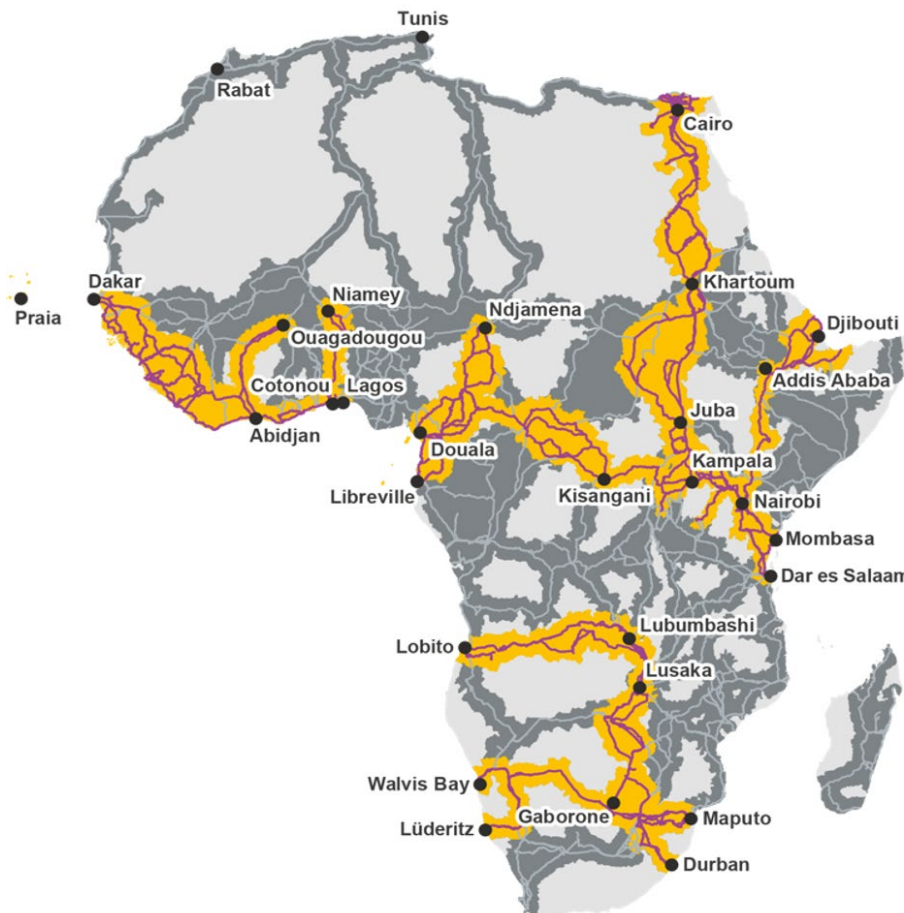 Tunis
Rabat
Cairo
Dakar
Praia
Niamey
Ndjamena
Khartoum
Ouagadougou
Djibouti
Cotonou
Lagos
Addis Ababa
Abidjan
Juba
Douala
Kampala
Libreville
Kisangani
Nairobi
Mombasa
Dar es Salaam
Lobito
Lubumbashi
Lusaka
Walvis Bay
Gaborone
Maputo
Lüderitz
Durban